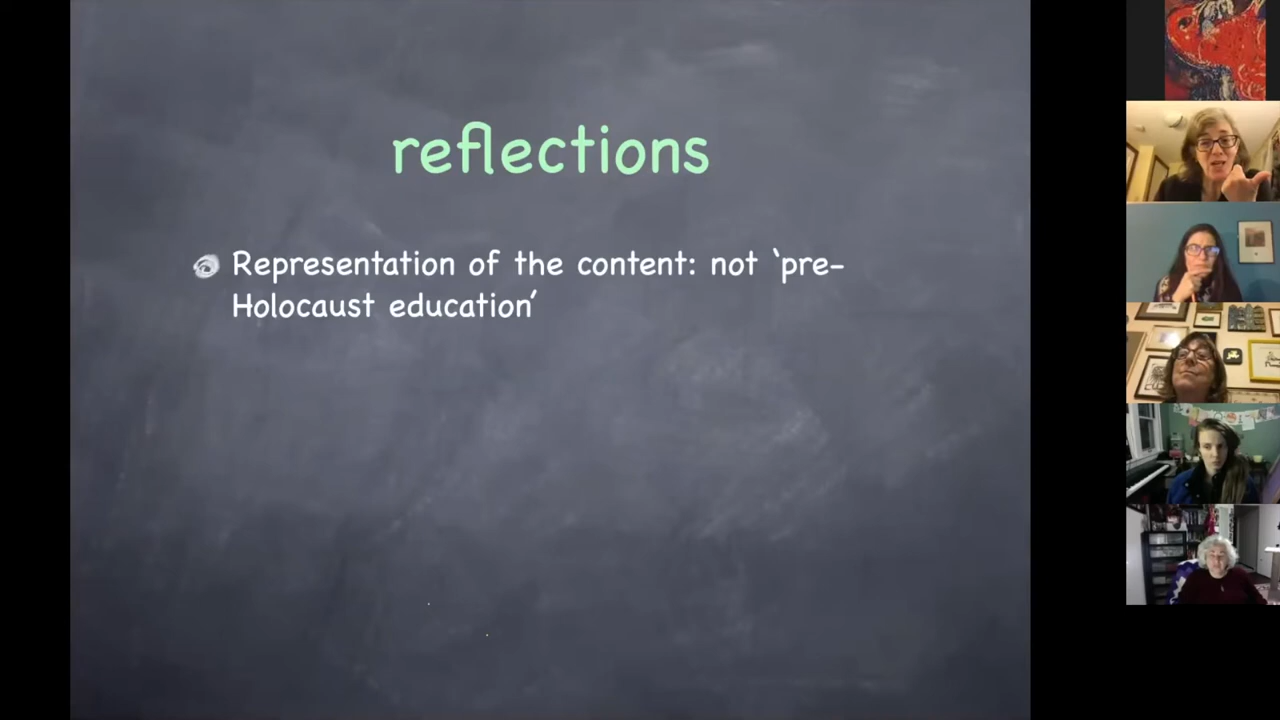 reflections
Representation of the content: not ‘pre-
Holocaust education’